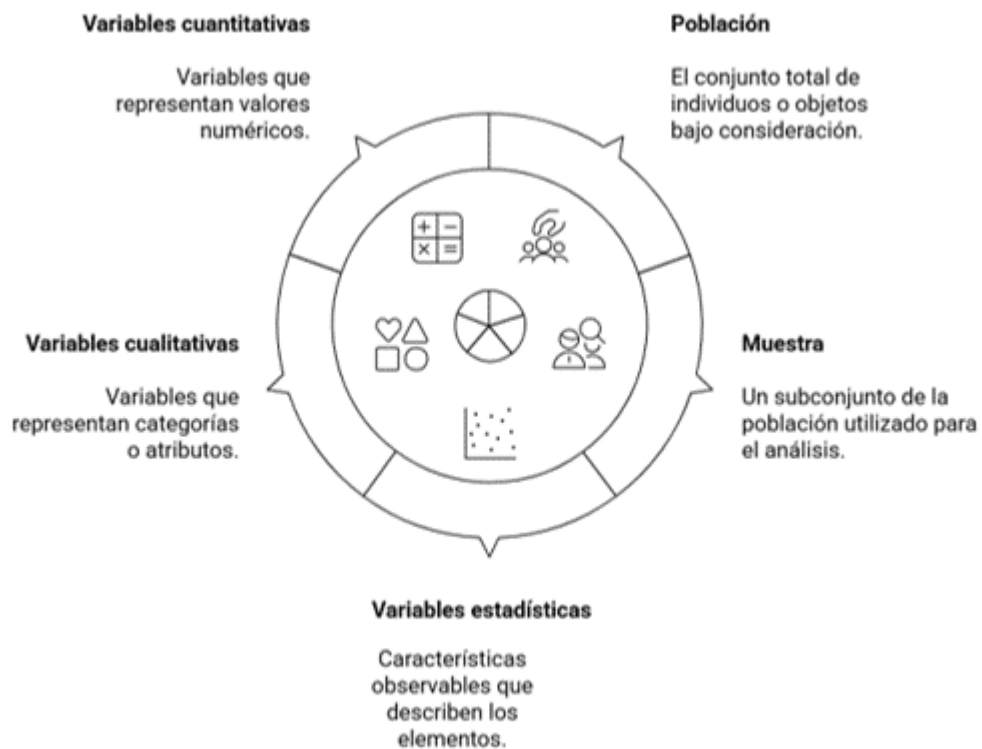 Variables cuantitativas
Variables que
representan valores
numéricos.
Población
El conjunto total de
individuos o objetos
bajo consideración.
Variables cualitativas
Variables que
representan categorías
o atributos.
Muestra
Un subconjunto de la
población utilizado para
el análisis.
Variables estadísticas
Características
observables que
describen los
elementos.